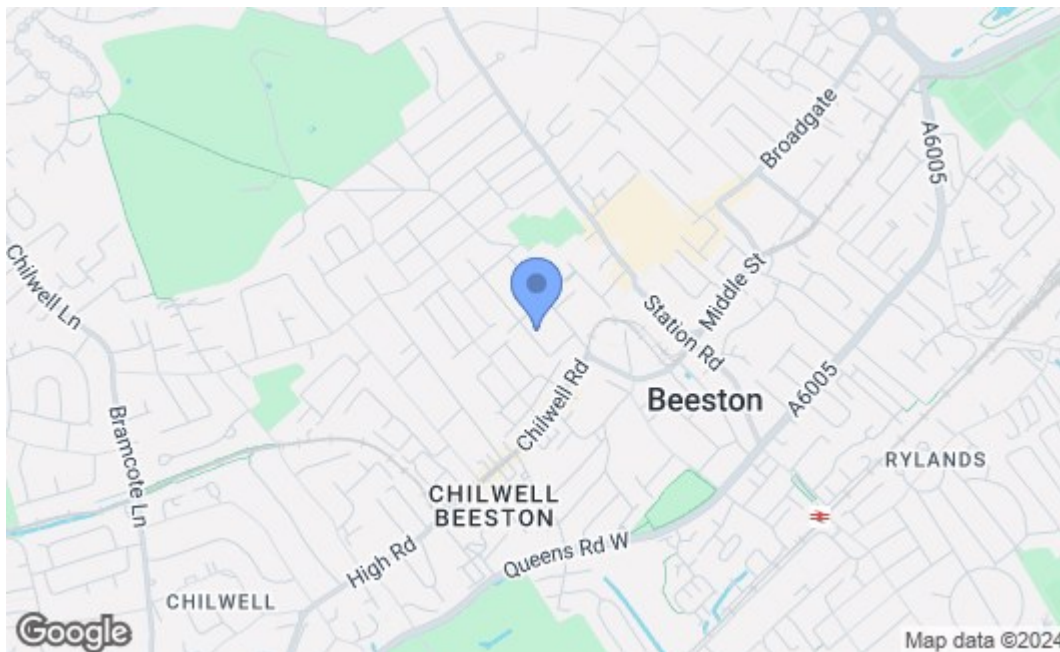 Broadgate
A6005
Chilwell Ln
Middle St
Station Rd
A6005
Chilwell Rd
Beeston
Bramcote Ln
RYLANDS
CHILWELL
BEESTON
Queens Rd W
High Rd
CHILWELL
Google
Map data ©2024